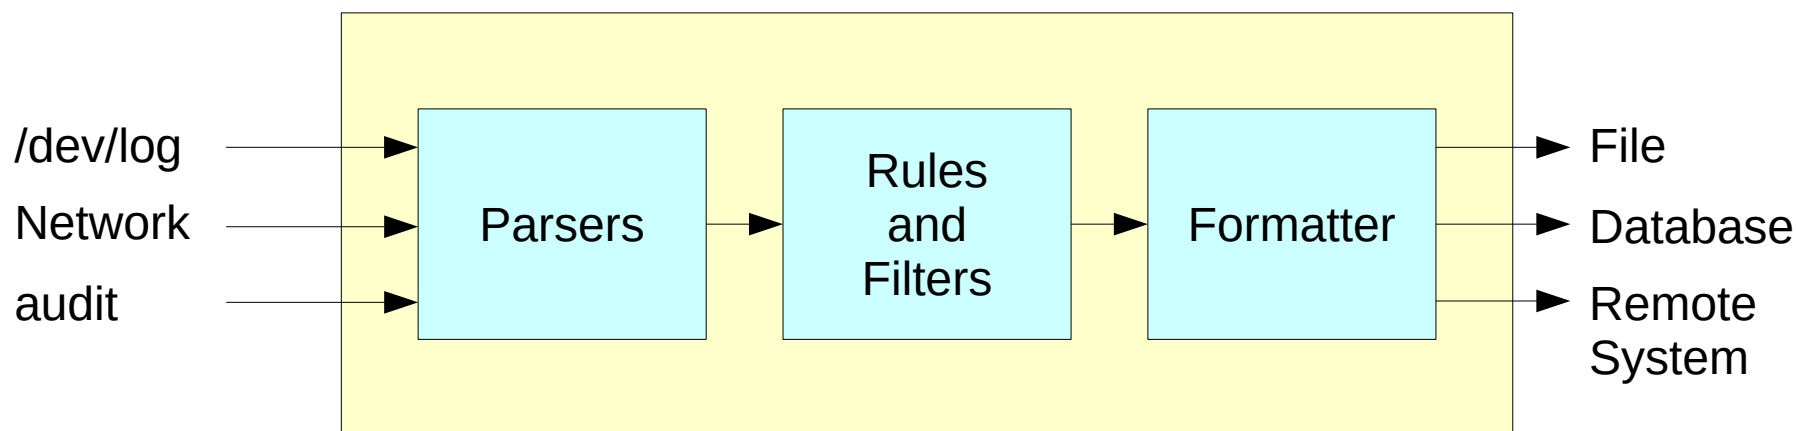 /dev/log
Network
audit
Parsers
Rules
and
Filters
Formatter
File
Database
Remote
System